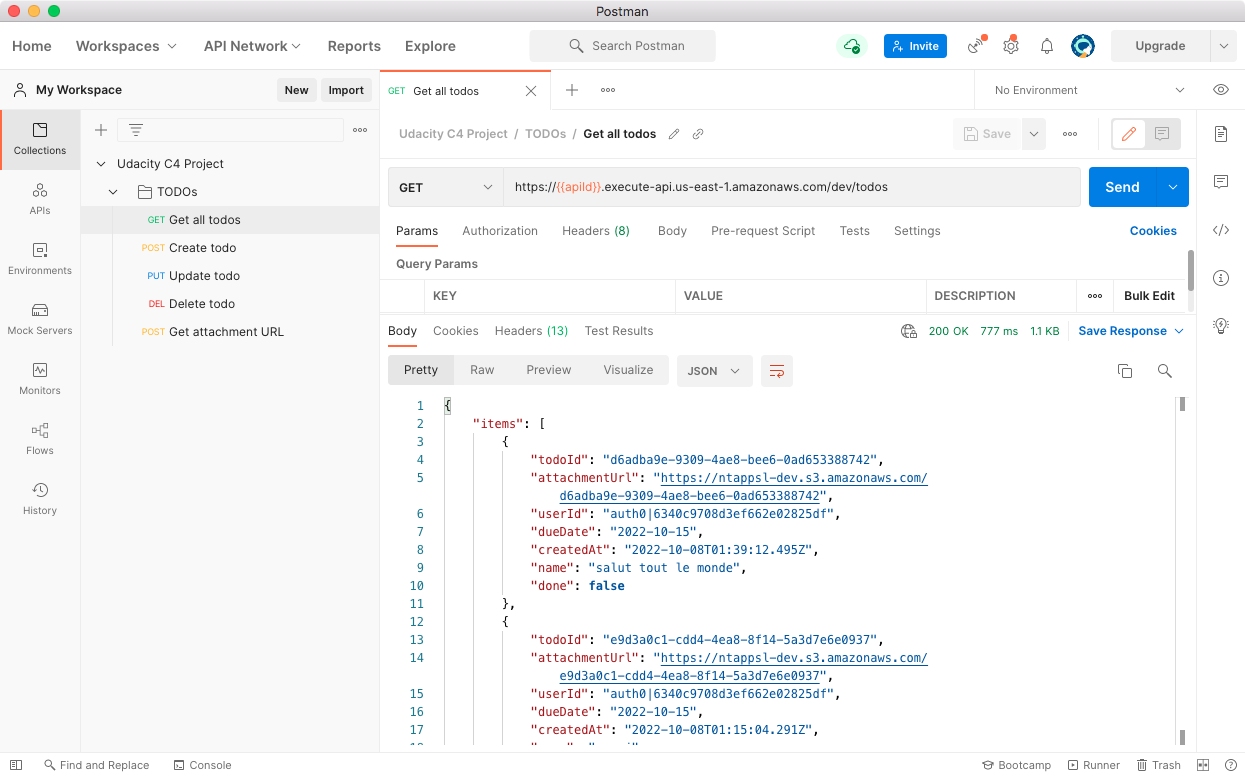 Postman
Home Workspaces API Network Reports Explore Search Postman Invite Upgrade
My Workspace New Import GET Get all todos No Environment
Collections
APIs
Environments
Mock Servers
Monitors
Flows
History
Udacity C4 Project
TODOs
GET Get all todos
POST Create todo
PUT Update todo
DEL Delete todo
POST Get attachment URL
Udacity C4 Project / TODOs / Get all todos Save
GET https://{{apiId}}.execute-api.us-east-1.amazonaws.com/dev/todos Send
Params Authorization Headers (8) Body Pre-request Script Tests Settings Cookies
Query Params
KEY VALUE DESCRIPTION Bulk Edit
Body Cookies Headers (13) Test Results 200 OK 777 ms 1.1 KB Save Response
Pretty Raw Preview Visualize JSON
1 {
2 "items": [
3 {
4 "todoId": "d6adba9e-9309-4ae8-bee6-0ad653388742",
5 "attachmentUrl": "https://ntappsl-dev.s3.amazonaws.com/
d6adba9e-9309-4ae8-bee6-0ad653388742",
6 "userId": "auth0|6340c9708d3ef662e02825df",
7 "dueDate": "2022-10-15",
8 "createdAt": "2022-10-08T01:39:12.495Z",
9 "name": "salut tout le monde",
10 "done": false
11 },
12 {
13 "todoId": "e9d3a0c1-cdd4-4ea8-8f14-5a3d7e6e0937",
14 "attachmentUrl": "https://ntappsl-dev.s3.amazonaws.com/
e9d3a0c1-cdd4-4ea8-8f14-5a3d7e6e0937",
15 "userId": "auth0|6340c9708d3ef662e02825df",
16 "dueDate": "2022-10-15",
17 "createdAt": "2022-10-08T01:15:04.291Z",
Find and Replace Console Bootcamp Runner Trash